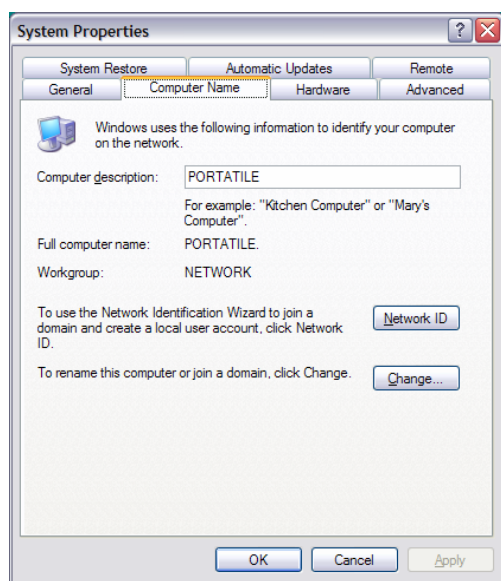 System Properties
System Restore Automatic Updates Remote
General Computer Name Hardware Advanced
Windows uses the following information to identify your computer
on the network.
Computer description: PORTATILE
For example: "Kitchen Computer" or "Mary's
Computer".
Full computer name: PORTATILE.
Workgroup: NETWORK
To use the Network Identification Wizard to join a
domain and create a local user account, click Network
ID.
Network ID
To rename this computer or join a domain, click Change.
Change...
OK Cancel Apply